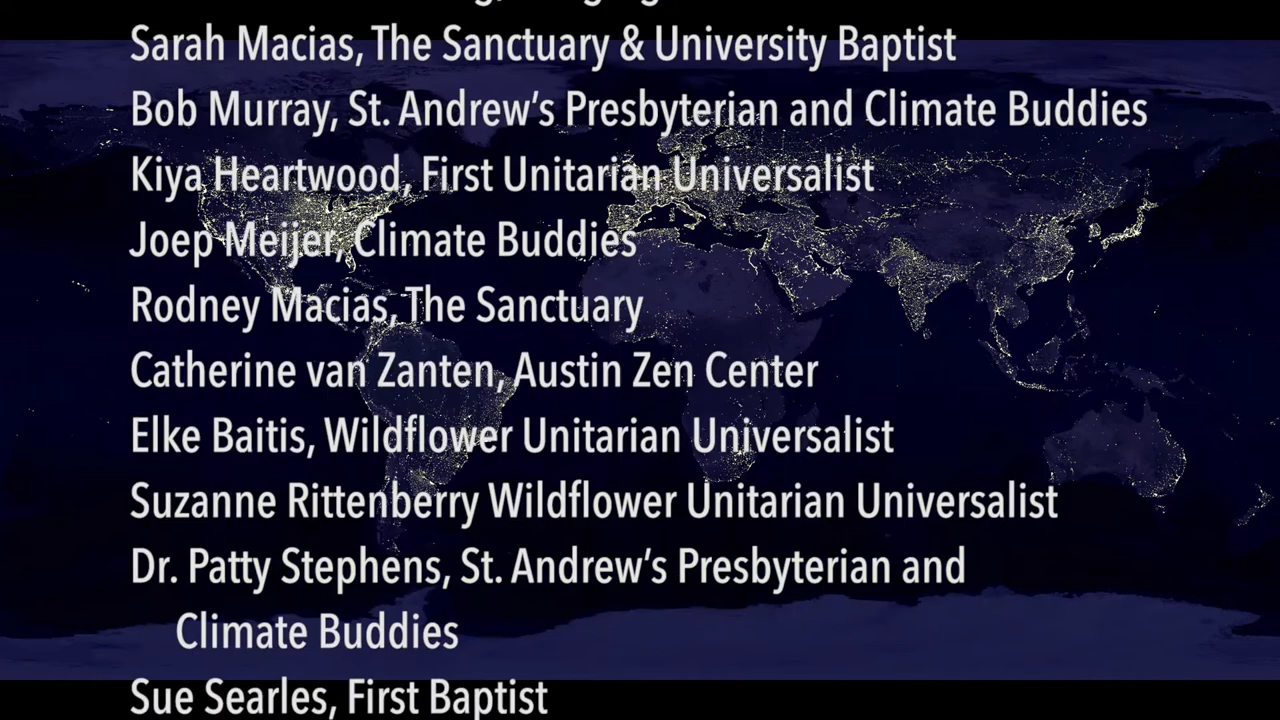 Sarah Macias, The Sanctuary & University Baptist
Bob Murray, St. Andrew’s Presbyterian and Climate Buddies
Kiya Heartwood, First Unitarian Universalist
Joep Meijer, Climate Buddies
Rodney Macias, The Sanctuary
Catherine van Zanten, Austin Zen Center
Elke Baitis, Wildflower Unitarian Universalist
Suzanne Rittenberry Wildflower Unitarian Universalist
Dr. Patty Stephens, St. Andrew’s Presbyterian and
Climate Buddies
Sue Searles, First Baptist